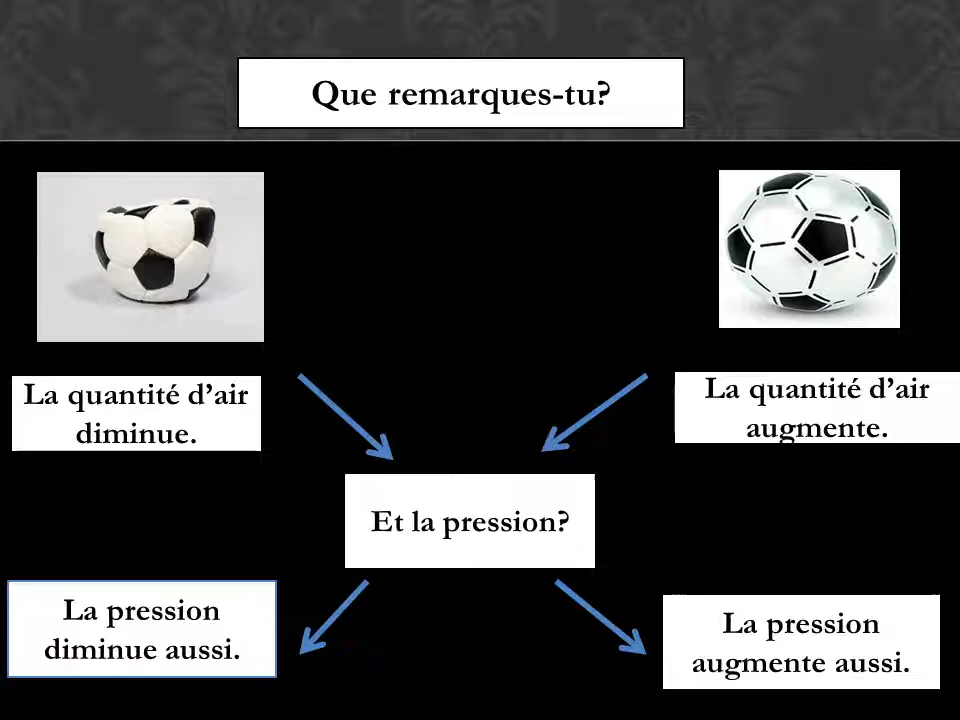 Que remarques-tu?
La quantité d’air
diminue.
La quantité d’air
augmente.
Et la pression?
La pression
diminue aussi.
La pression
augmente aussi.